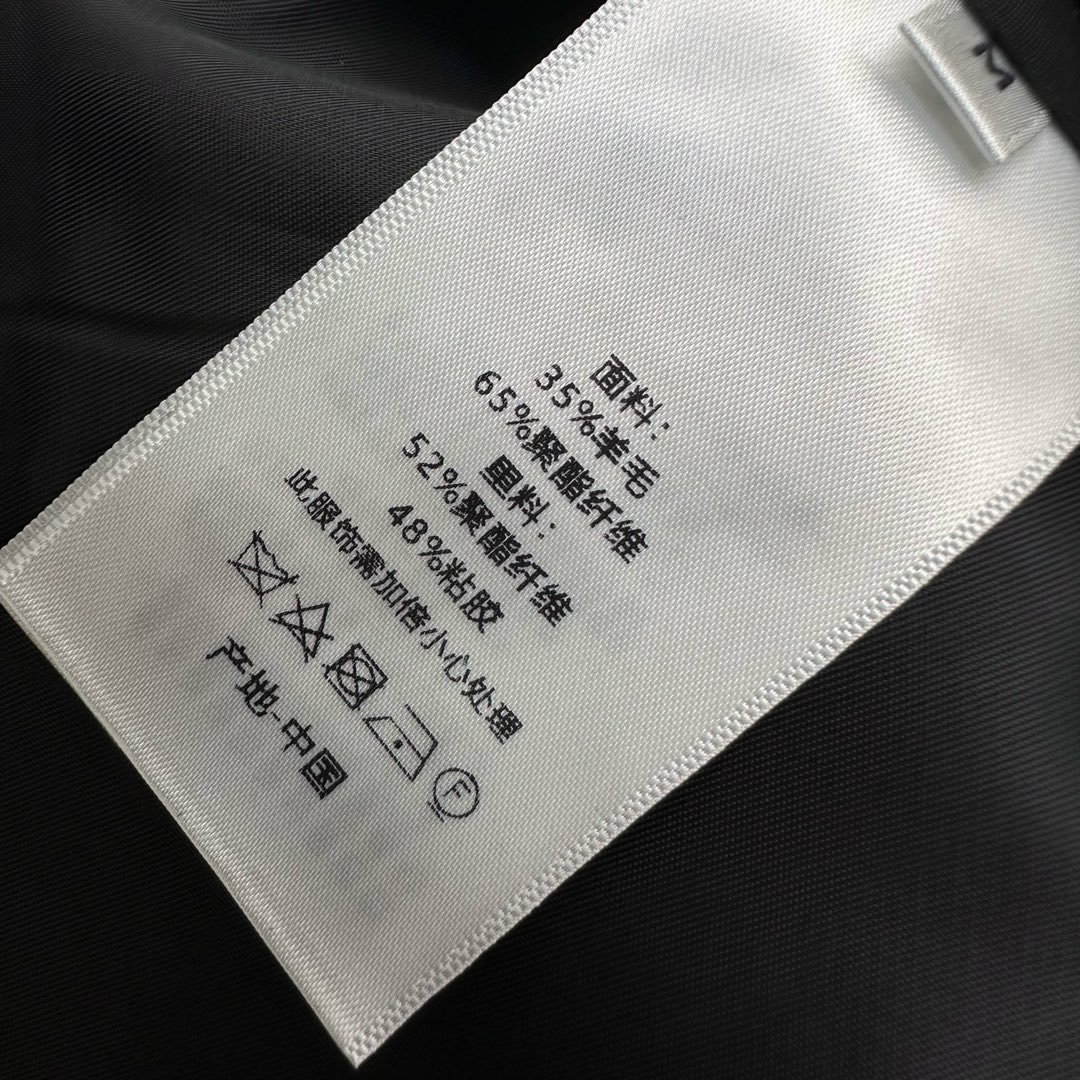 M
面料:
35%羊毛
65%聚酯纤维
里料:
52%聚酯纤维
48%粘胶
此服饰需加倍小心处理
F
产地-中国